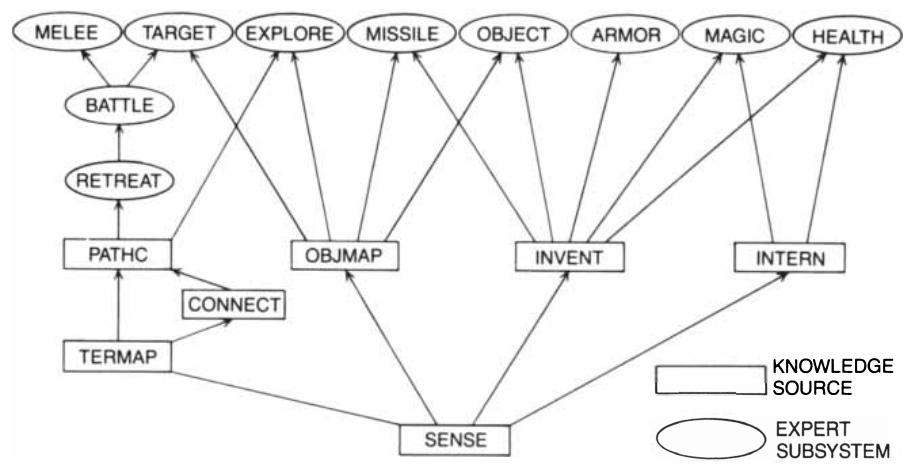 MELEE
TARGET
EXPLORE
MISSILE
OBJECT
ARMOR
MAGIC
HEALTH
BATTLE
RETREAT
PATHC
OBJMAP
INVENT
INTERN
CONNECT
TERMAP
SENSE
KNOWLEDGE
SOURCE
EXPERT
SUBSYSTEM